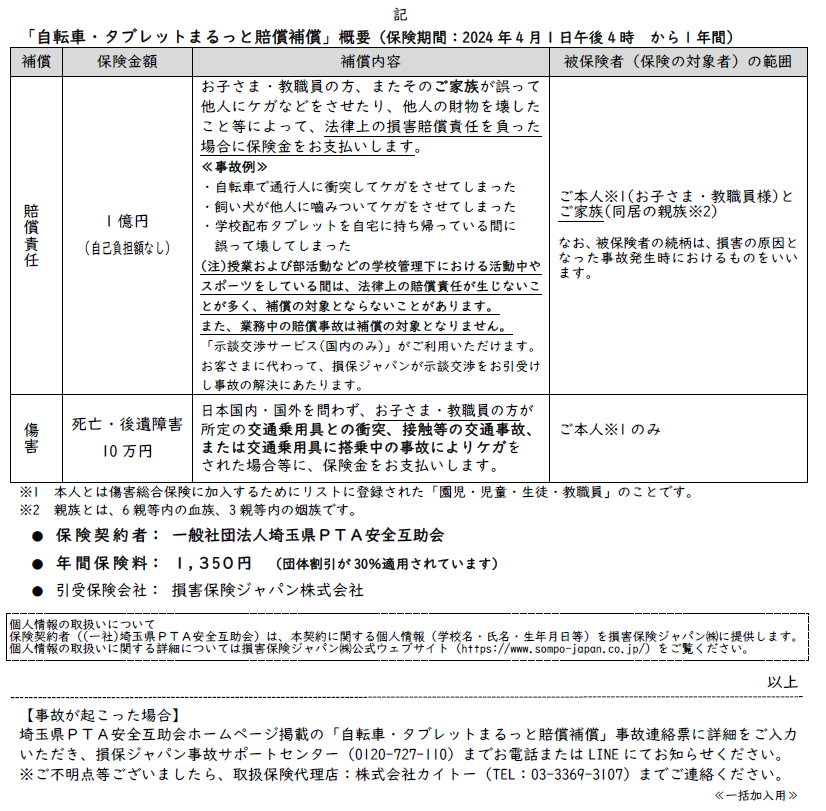 記
「自転車・タブレットまるっと賠償補償」概要（保険期間：2024年4月1日午後4時　から1年間）
補償
保険金額
補償内容
被保険者（保険の対象者）の範囲
賠償責任
1億円
（自己負担額なし）
お子さま・教職員の方、またそのご家族が誤って
他人にケガなどをさせたり、他人の財物を壊した
こと等によって、法律上の損害賠償責任を負った
場合に保険金をお支払いします。
≪事故例≫
・自転車で通行人に衝突してケガをさせてしまった
・飼い犬が他人に噛みついてケガをさせてしまった
・学校配布タブレットを自宅に持ち帰っている間に
誤って壊してしまった
(注)授業および部活動などの学校管理下における活動中や
スポーツをしている間は、法律上の賠償責任が生じないこ
とが多く、補償の対象とならないことがあります。
また、業務中の賠償事故は補償の対象となりません。
「示談交渉サービス(国内のみ)」がご利用いただけます。
お客さまに代わって、損保ジャパンが示談交渉をお引受け
し事故の解決にあたります。
ご本人※1(お子さま・教職員様)と
ご家族(同居の親族※2)
なお、被保険者の続柄は、損害の原因と
なった事故発生時におけるものをいい
ます。
傷害
死亡・後遺障害
10万円
日本国内・国外を問わず、お子さま・教職員の方が
所定の交通乗用具との衝突、接触等の交通事故、
または交通乗用具に搭乗中の事故によりケガを
された場合等に、保険金をお支払いします。
ご本人※1のみ
※1　本人とは傷害総合保険に加入するためにリストに登録された「園児・児童・生徒・教職員」のことです。
※2　親族とは、6親等内の血族、3親等内の姻族です。
● 保険契約者：　一般社団法人埼玉県ＰＴＡ安全互助会
● 年間保険料：　１,３５０円　（団体割引が30%適用されています）
● 引受保険会社：　損害保険ジャパン株式会社
個人情報の取扱いについて
保険契約者（(一社)埼玉県ＰＴＡ安全互助会）は、本契約に関する個人情報（学校名・氏名・生年月日等）を損害保険ジャパン㈱に提供します。
個人情報の取扱いに関する詳細については損害保険ジャパン㈱公式ウェブサイト（https://www.sompo-japan.co.jp/）をご覧ください。
以上
【事故が起こった場合】
埼玉県ＰＴＡ安全互助会ホームページ掲載の「自転車・タブレットまるっと賠償補償」事故連絡票に詳細をご入力
いただき、損保ジャパン事故サポートセンター（0120-727-110）までお電話またはLINEにてお知らせください。
※ご不明点等ございましたら、取扱保険代理店：株式会社カイトー（TEL：03-3369-3107）までご連絡ください。
≪一括加入用≫